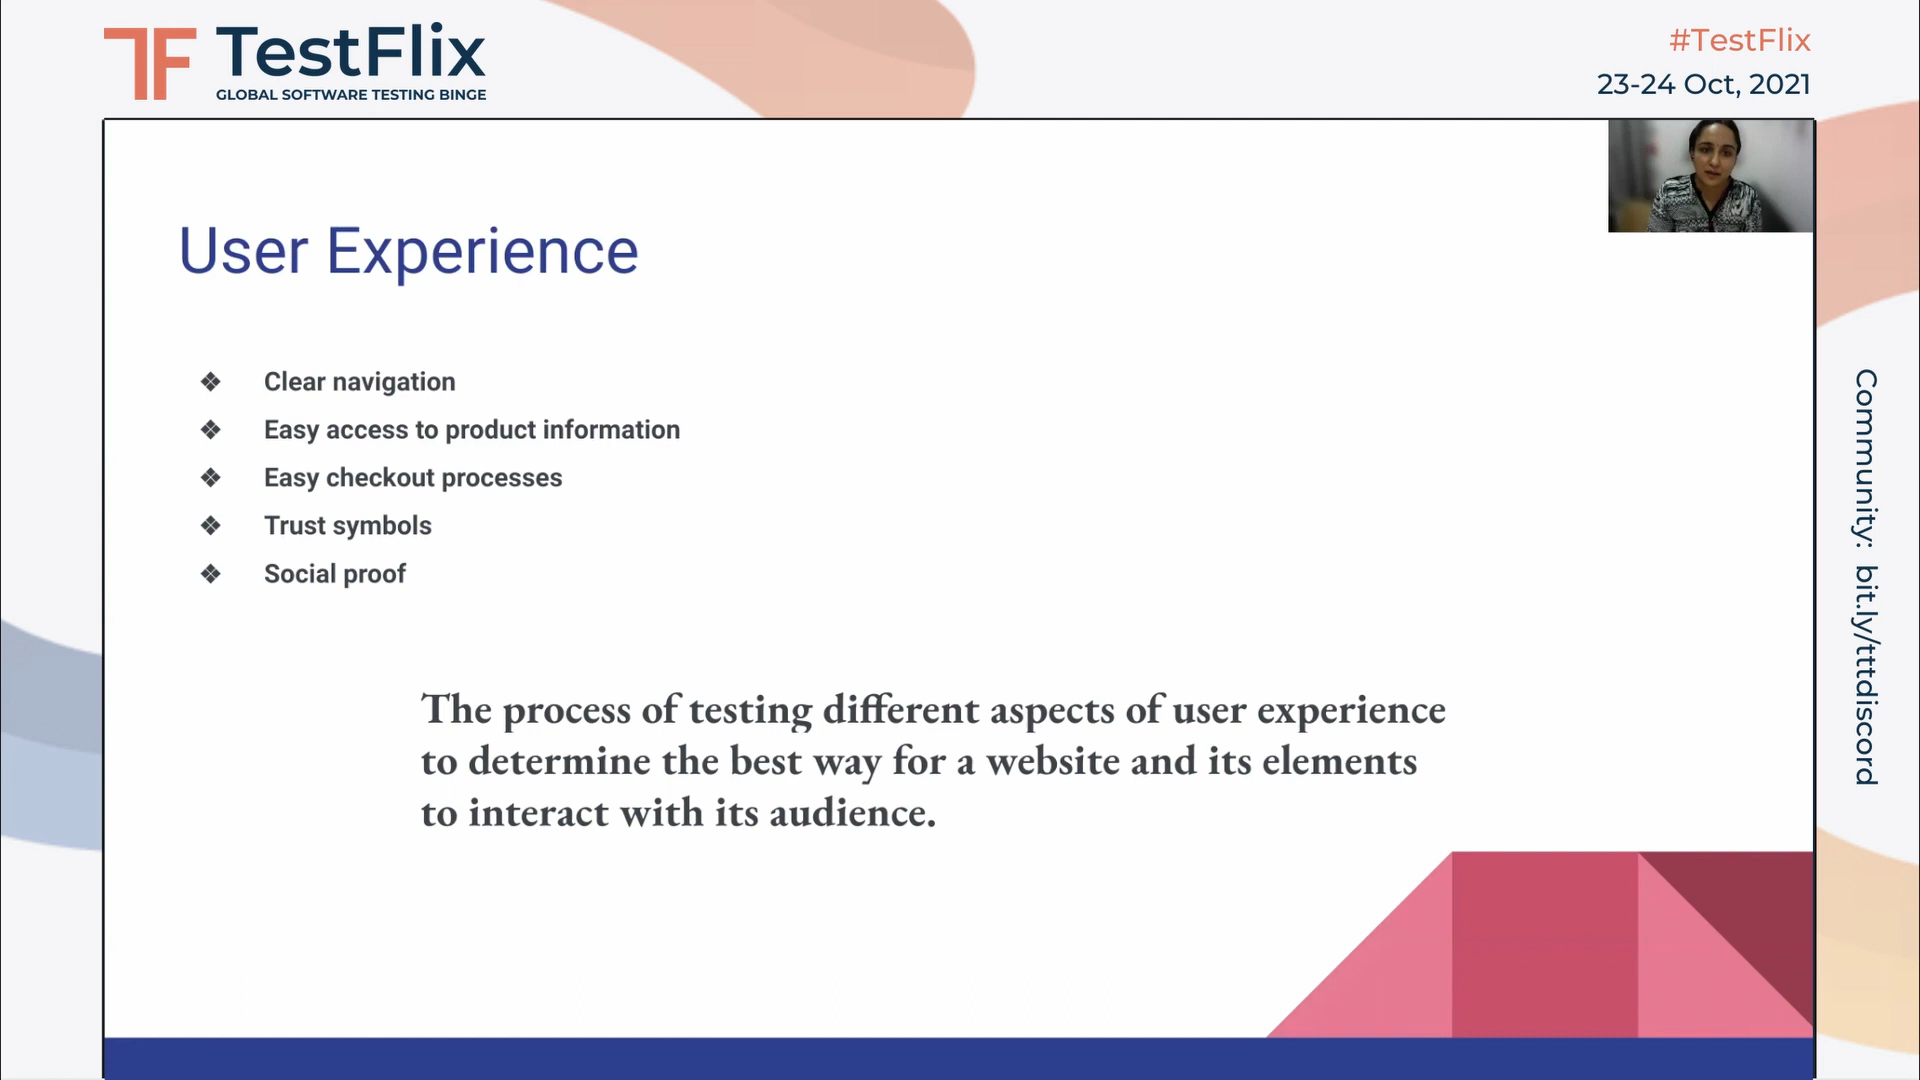 TF TestFlix
GLOBAL SOFTWARE TESTING BINGE
#TestFlix
23-24 Oct, 2021
User Experience
❖ Clear navigation
❖ Easy access to product information
❖ Easy checkout processes
❖ Trust symbols
❖ Social proof
The process of testing different aspects of user experience
to determine the best way for a website and its elements
to interact with its audience.
Community: bit.ly/tttdiscord